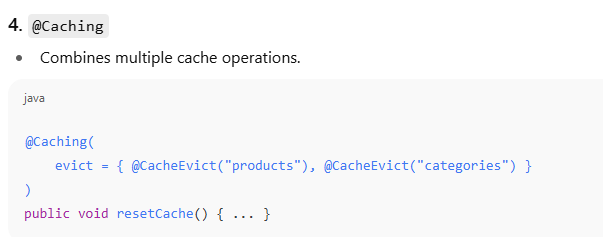 4. @Caching
• Combines multiple cache operations.
java
@Caching(
    evict = { @CacheEvict("products"), @CacheEvict("categories") }
)
public void resetCache() { ... }